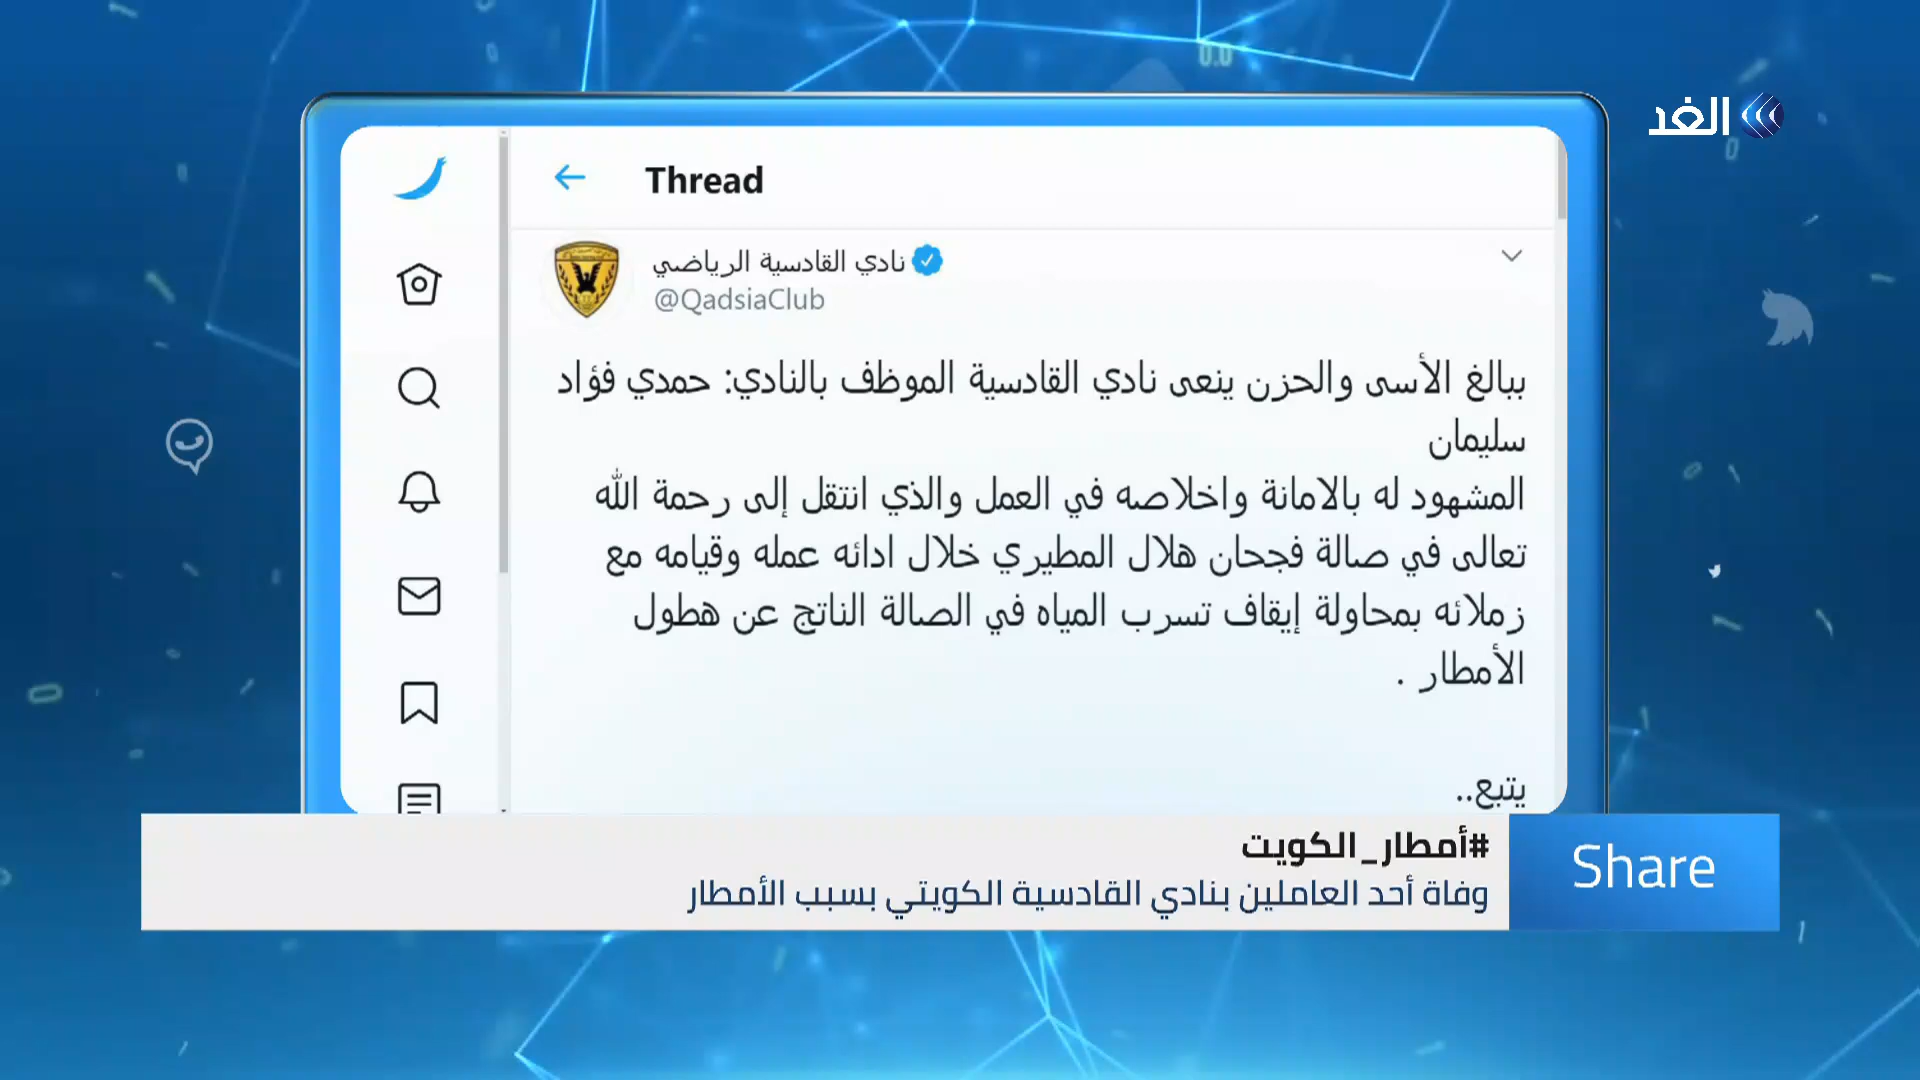 0.0
الغد
Thread
نادي القادسية الرياضي
@QadsiaClub
ببالغ الأسى والحزن ينعى نادي القادسية الموظف بالنادي: حمدي فؤاد
سليمان
المشهود له بالامانة واخلاصه في العمل والذي انتقل إلى رحمة الله
تعالى في صالة فجحان هلال المطيري خلال ادائه عمله وقيامه مع
زملائه بمحاولة إيقاف تسرب المياه في الصالة الناتج عن هطول
الأمطار .
يتبع..
#أمطار_الكويت
وفاة أحد العاملين بنادي القادسية الكويتي بسبب الأمطار
Share